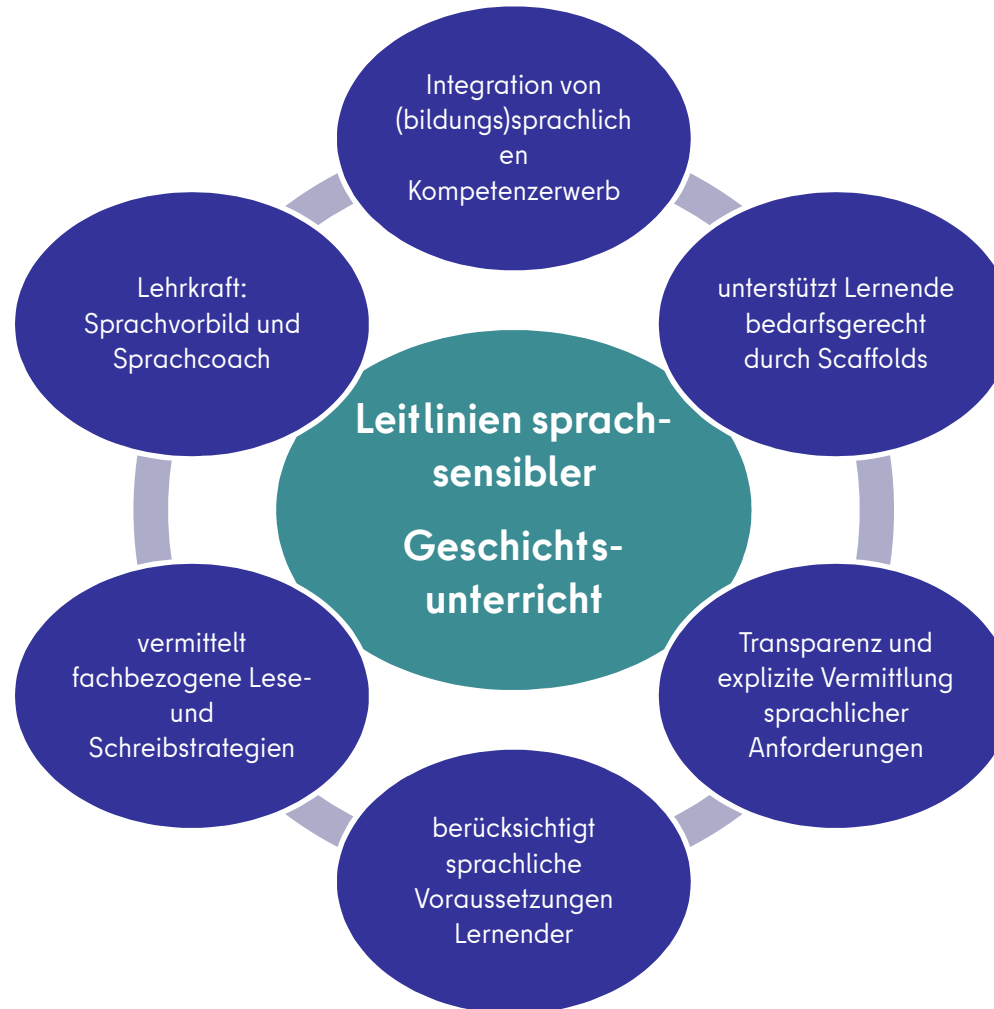 Integration von
(bildungs)sprachlich
en
Kompetenzerwerb
unterstützt Lernende
bedarfsgerecht
durch Scaffolds
Transparenz und
explizite Vermittlung
sprachlicher
Anforderungen
berücksichtigt
sprachliche
Voraussetzungen
Lernender
vermittelt
fachbezogene Lese-
und
Schreibstrategien
Lehrkraft:
Sprachvorbild und
Sprachcoach
Leitlinien sprach-
sensibler
Geschichts-
unterricht